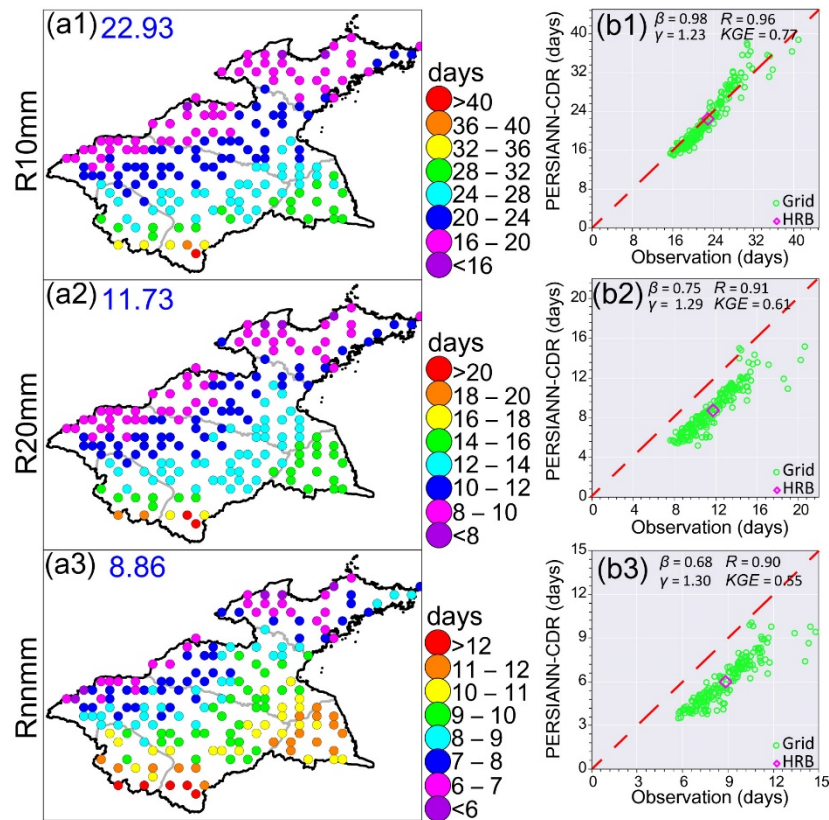 (a1) 22.93
R10mm
days
>40
36 – 40
32 – 36
28 – 32
24 – 28
20 – 24
16 – 20
<16
(b1) β = 0.98 R = 0.96
γ = 1.23 KGE = 0.77
PERSIANN-CDR (days)
40
32
24
16
8
0
Grid
HRB
0 8 16 24 32 40
Observation (days)
(a2) 11.73
R20mm
days
>20
18 – 20
16 – 18
14 – 16
12 – 14
10 – 12
8 – 10
<8
(b2) β = 0.75 R = 0.91
γ = 1.29 KGE = 0.61
PERSIANN-CDR (days)
20
16
12
8
4
0
Grid
HRB
0 4 8 12 16 20
Observation (days)
(a3) 8.86
Rnnmm
days
>12
11 – 12
10 – 11
9 – 10
8 – 9
7 – 8
6 – 7
<6
(b3) β = 0.68 R = 0.90
γ = 1.30 KGE = 0.55
PERSIANN-CDR (days)
15
12
9
6
3
0
Grid
HRB
0 3 6 9 12 15
Observation (days)